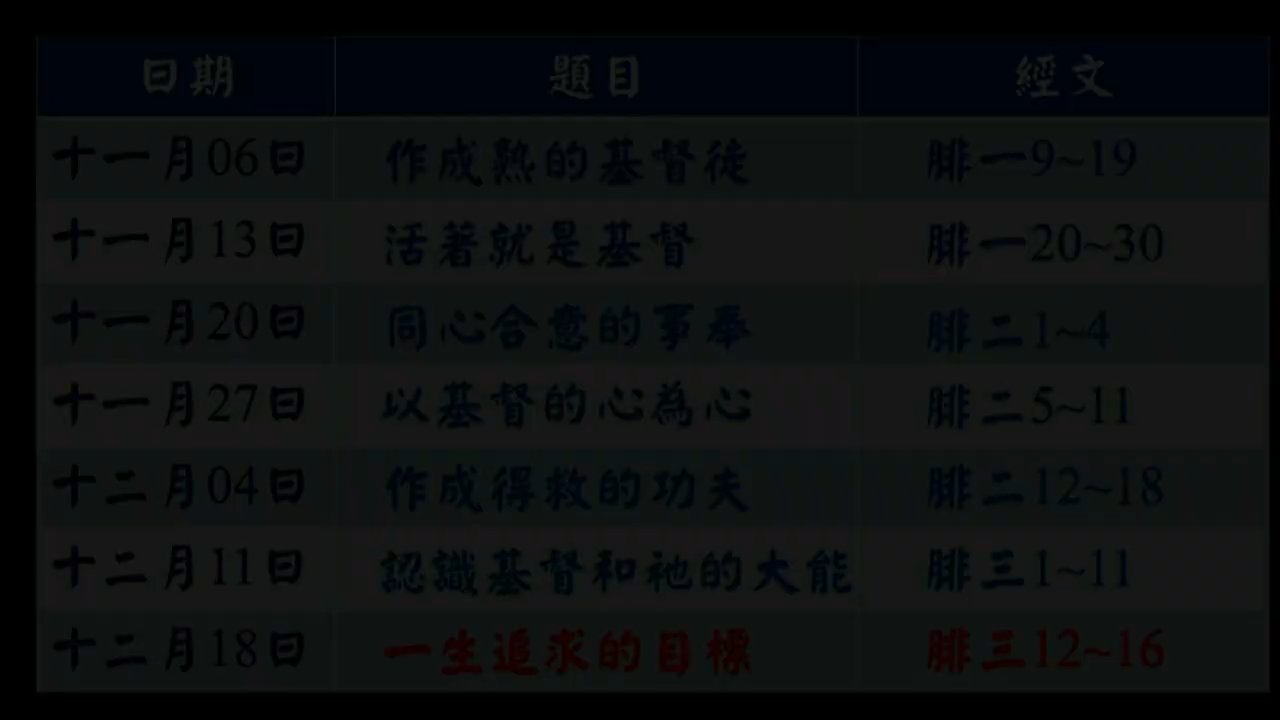 日期 題目 經文
十一月06日 作成熟的基督徒 腓一9~19
十一月13日 活著就是基督 腓一20~30
十一月20日 同心合意的事奉 腓二1~4
十一月27日 以基督的心為心 腓二5~11
十二月04日 作成得救的功夫 腓二12~18
十二月11日 認識基督和祂的大能 腓三1~11
十二月18日 一生追求的目標 腓三12~16